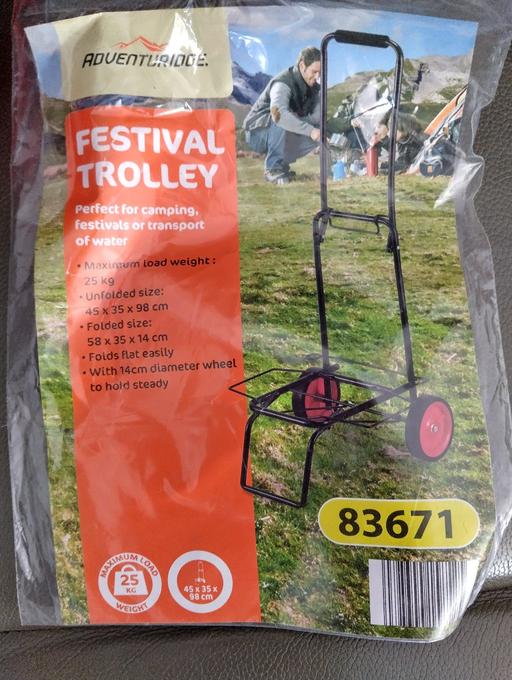 ADVENTURIDGE.
FESTIVAL
TROLLEY
Perfect for camping,
festivals or transport
of water
• Maximum load weight :
25 kg
• Unfolded size:
45 x 35 x 98 cm
• Folded size:
58 x 35 x 14 cm
• Folds flat easily
• With 14cm diameter wheel
to hold steady
83671
MAXIMUM LOAD
25
KG
WEIGHT
45 x 35 x
98 cm